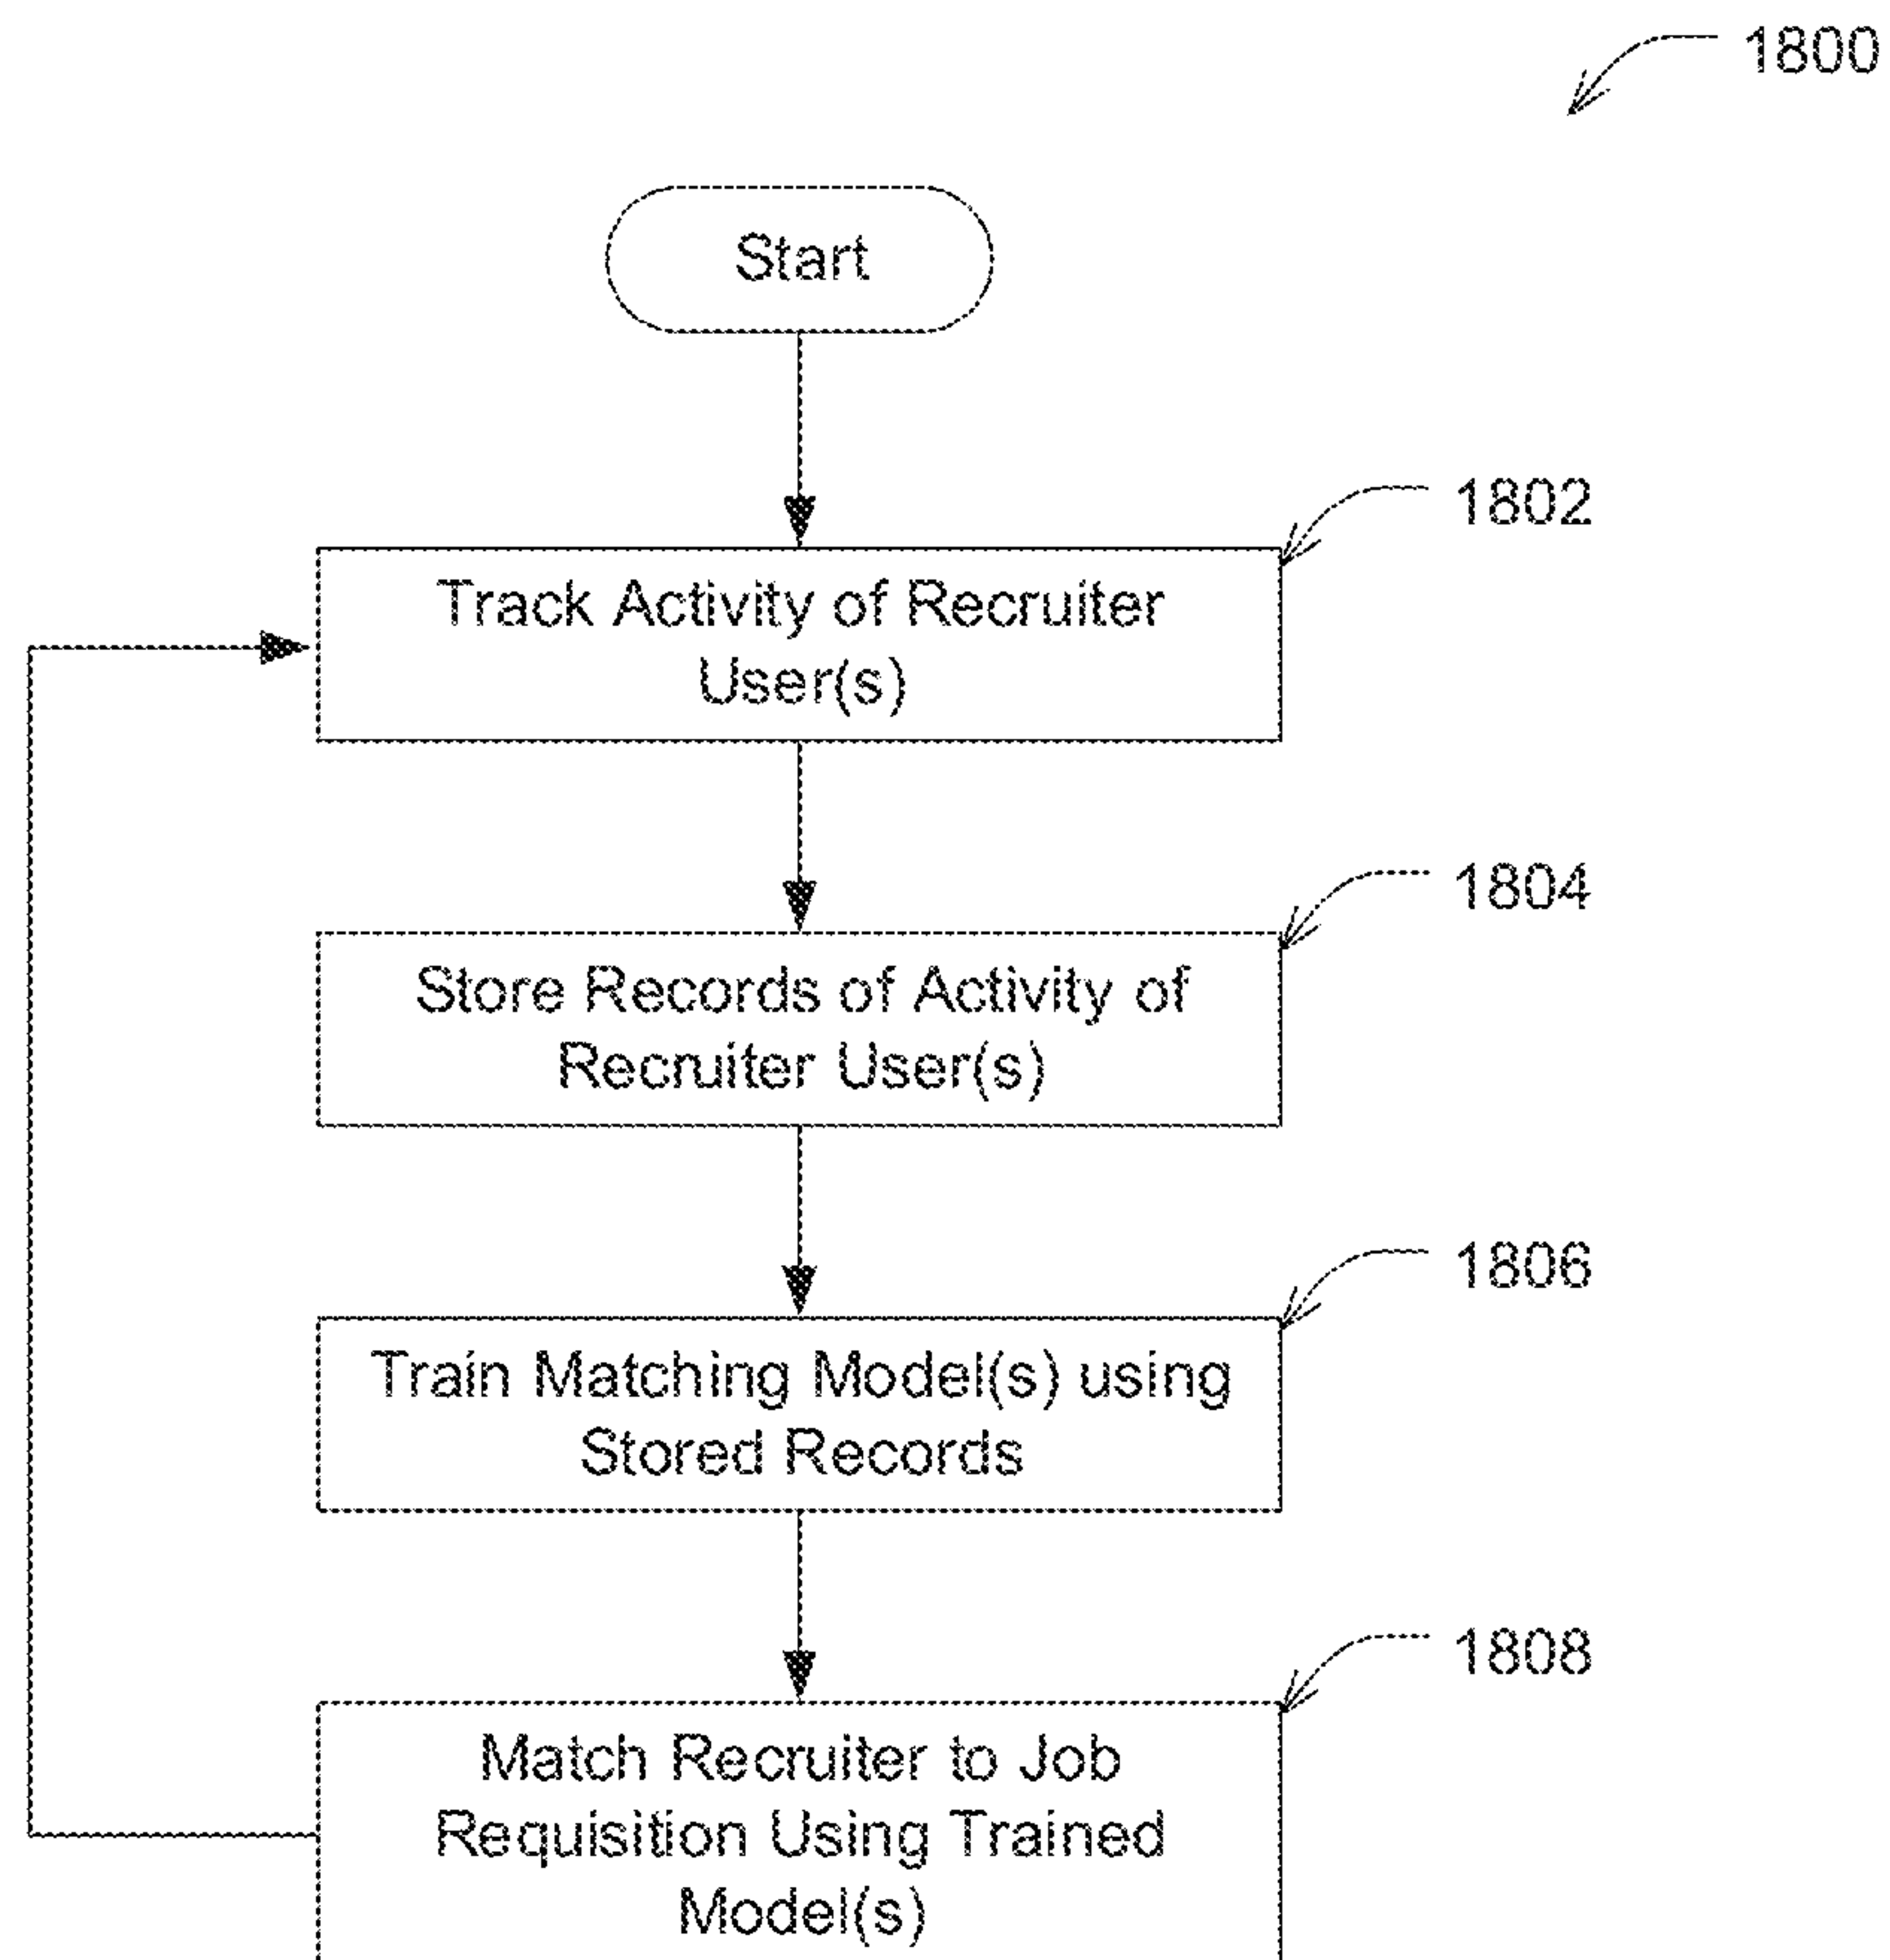 1800
Start
1802
Track Activity of Recruiter
User(s)
1804
Store Records of Activity of
Recruiter User(s)
1806
Train Matching Model(s) using
Stored Records
1808
Match Recruiter to Job
Requisition Using Trained
Model(s)